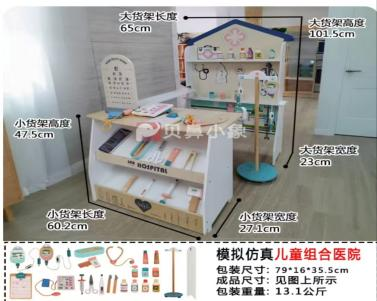 大货架长度
65cm
大货架高度
101.5cm
小货架高度
47.5cm
贝真小象
HOSPITAL
大货架宽度
23cm
小货架长度
60.2cm
小货架宽度
27.1cm
模拟仿真儿童组合医院
包装尺寸: 79*16*35.5cm
成品尺寸: 见图上所示
包装重量: 13.1公斤